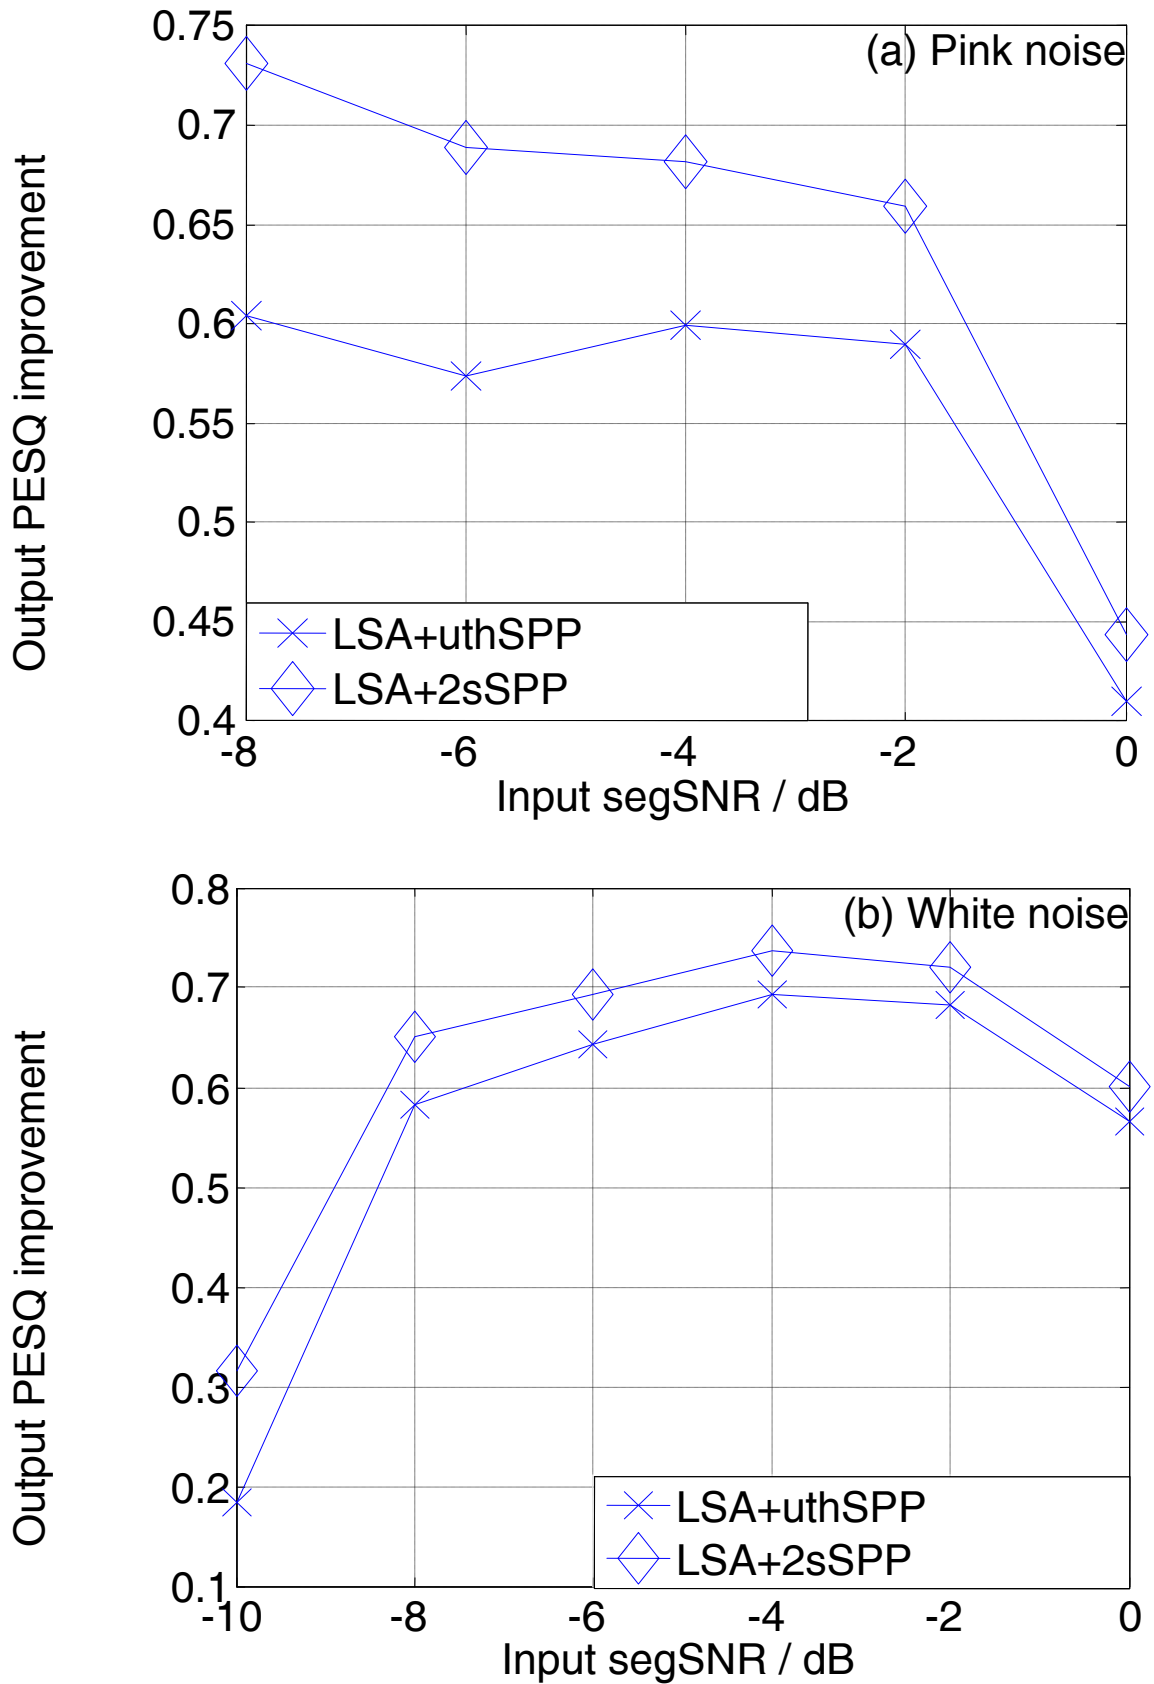 (a) Pink noise
Output PESQ improvement
0.75
0.7
0.65
0.6
0.55
0.5
0.45
0.4
LSA+uthSPP
LSA+2sSPP
-8 -6 -4 -2 0
Input segSNR / dB
(b) White noise
Output PESQ improvement
0.8
0.7
0.6
0.5
0.4
0.3
0.2
0.1
LSA+uthSPP
LSA+2sSPP
-10 -8 -6 -4 -2 0
Input segSNR / dB